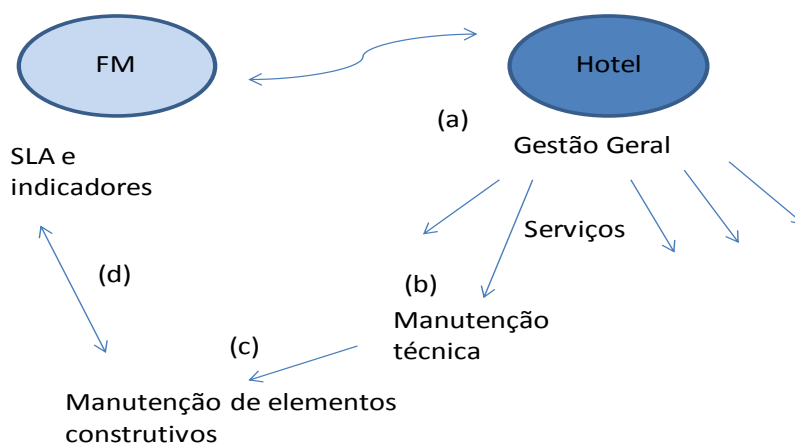 FM
Hotel
(a)
Gestão Geral
SLA e
indicadores
Serviços
(d)
(b)
Manutenção
técnica
(c)
Manutenção de elementos
construtivos